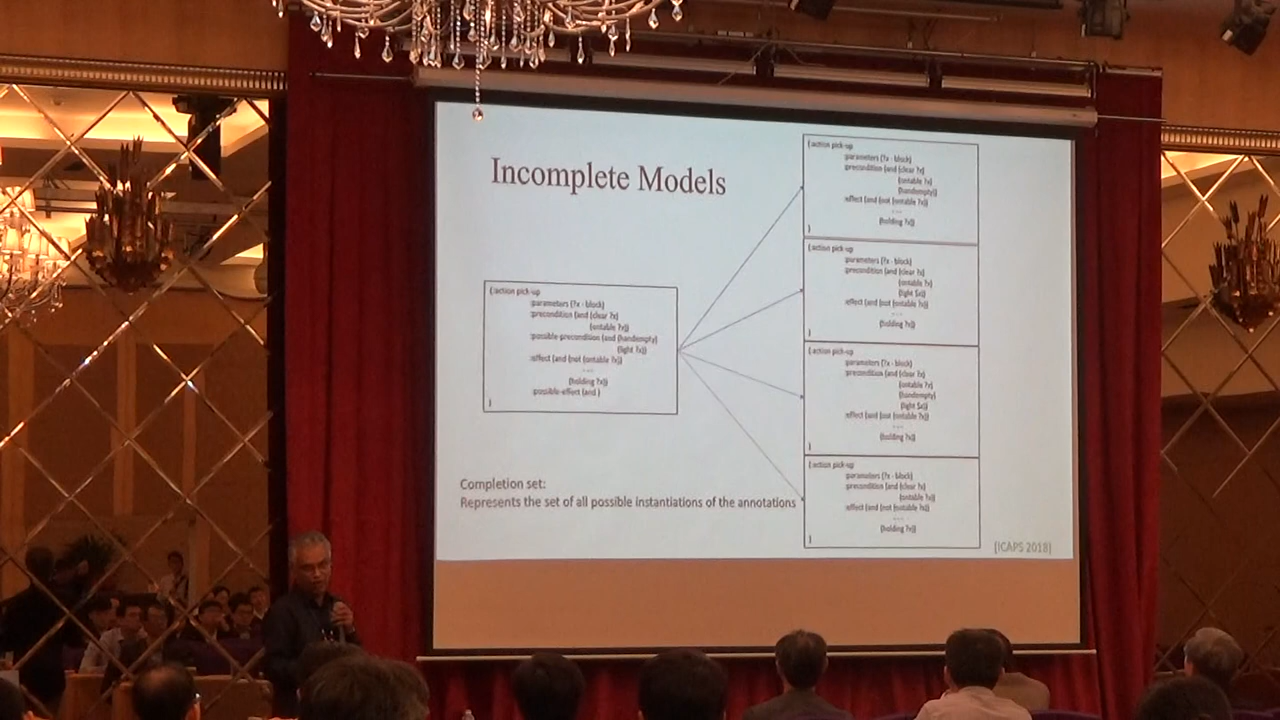 Incomplete Models
(:action pick-up
:parameters (?x - block)
:precondition (and (clear ?x)
(ontable ?x))
:possible-precondition (and (handempty)
(light ?x))
:effect (and (not (ontable ?x))
...
(holding ?x))
:possible-effect (and )
)
(:action pick-up
:parameters (?x - block)
:precondition (and (clear ?x)
(ontable ?x)
(handempty))
:effect (and (not (ontable ?x))
...
(holding ?x))
)
(:action pick-up
:parameters (?x - block)
:precondition (and (clear ?x)
(ontable ?x)
(light $x))
:effect (and (not (ontable ?x))
...
(holding ?x))
)
(:action pick-up
:parameters (?x - block)
:precondition (and (clear ?x)
(ontable ?x)
(handempty)
(light $x))
:effect (and (not (ontable ?x))
...
(holding ?x))
)
(:action pick-up
:parameters (?x - block)
:precondition (and (clear ?x)
(ontable ?x))
:effect (and (not (ontable ?x))
...
(holding ?x))
)
Completion set:
Represents the set of all possible instantiations of the annotations
[ICAPS 2018]